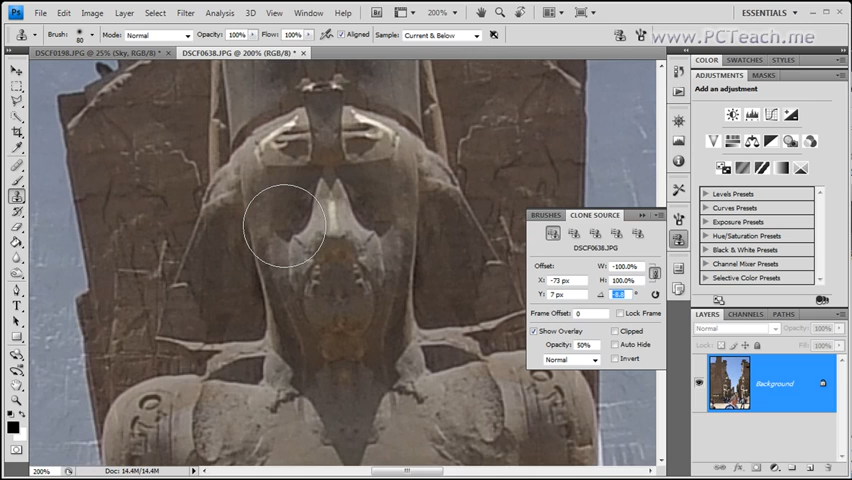 Ps File Edit Image Layer Select Filter Analysis 3D View Window Help Br 200% ESSENTIALS
Brush: 80 Mode: Normal Opacity: 100% Flow: 100% Aligned Sample: Current & Below
www.PCTeach.me
DSCF0198.JPG @ 25% (Sky, RGB/8) * × DSCF0638.JPG @ 200% (RGB/8) * ×
COLOR SWATCHES STYLES
ADJUSTMENTS MASKS
Add an adjustment
Levels Presets
Curves Presets
Exposure Presets
Hue/Saturation Presets
Black & White Presets
Channel Mixer Presets
Selective Color Presets
BRUSHES CLONE SOURCE
DSCF0638.JPG
Offset: W: -100.0%
X: -73 px H: 100.0%
Y: 7 px
Frame Offset: 0 Lock Frame
Show Overlay Clipped
Opacity: 50% Auto Hide
Normal Invert
LAYERS CHANNELS PATHS
Normal Opacity: 100%
Lock: Fill: 100%
Background
200% Doc: 14.4M/14.4M